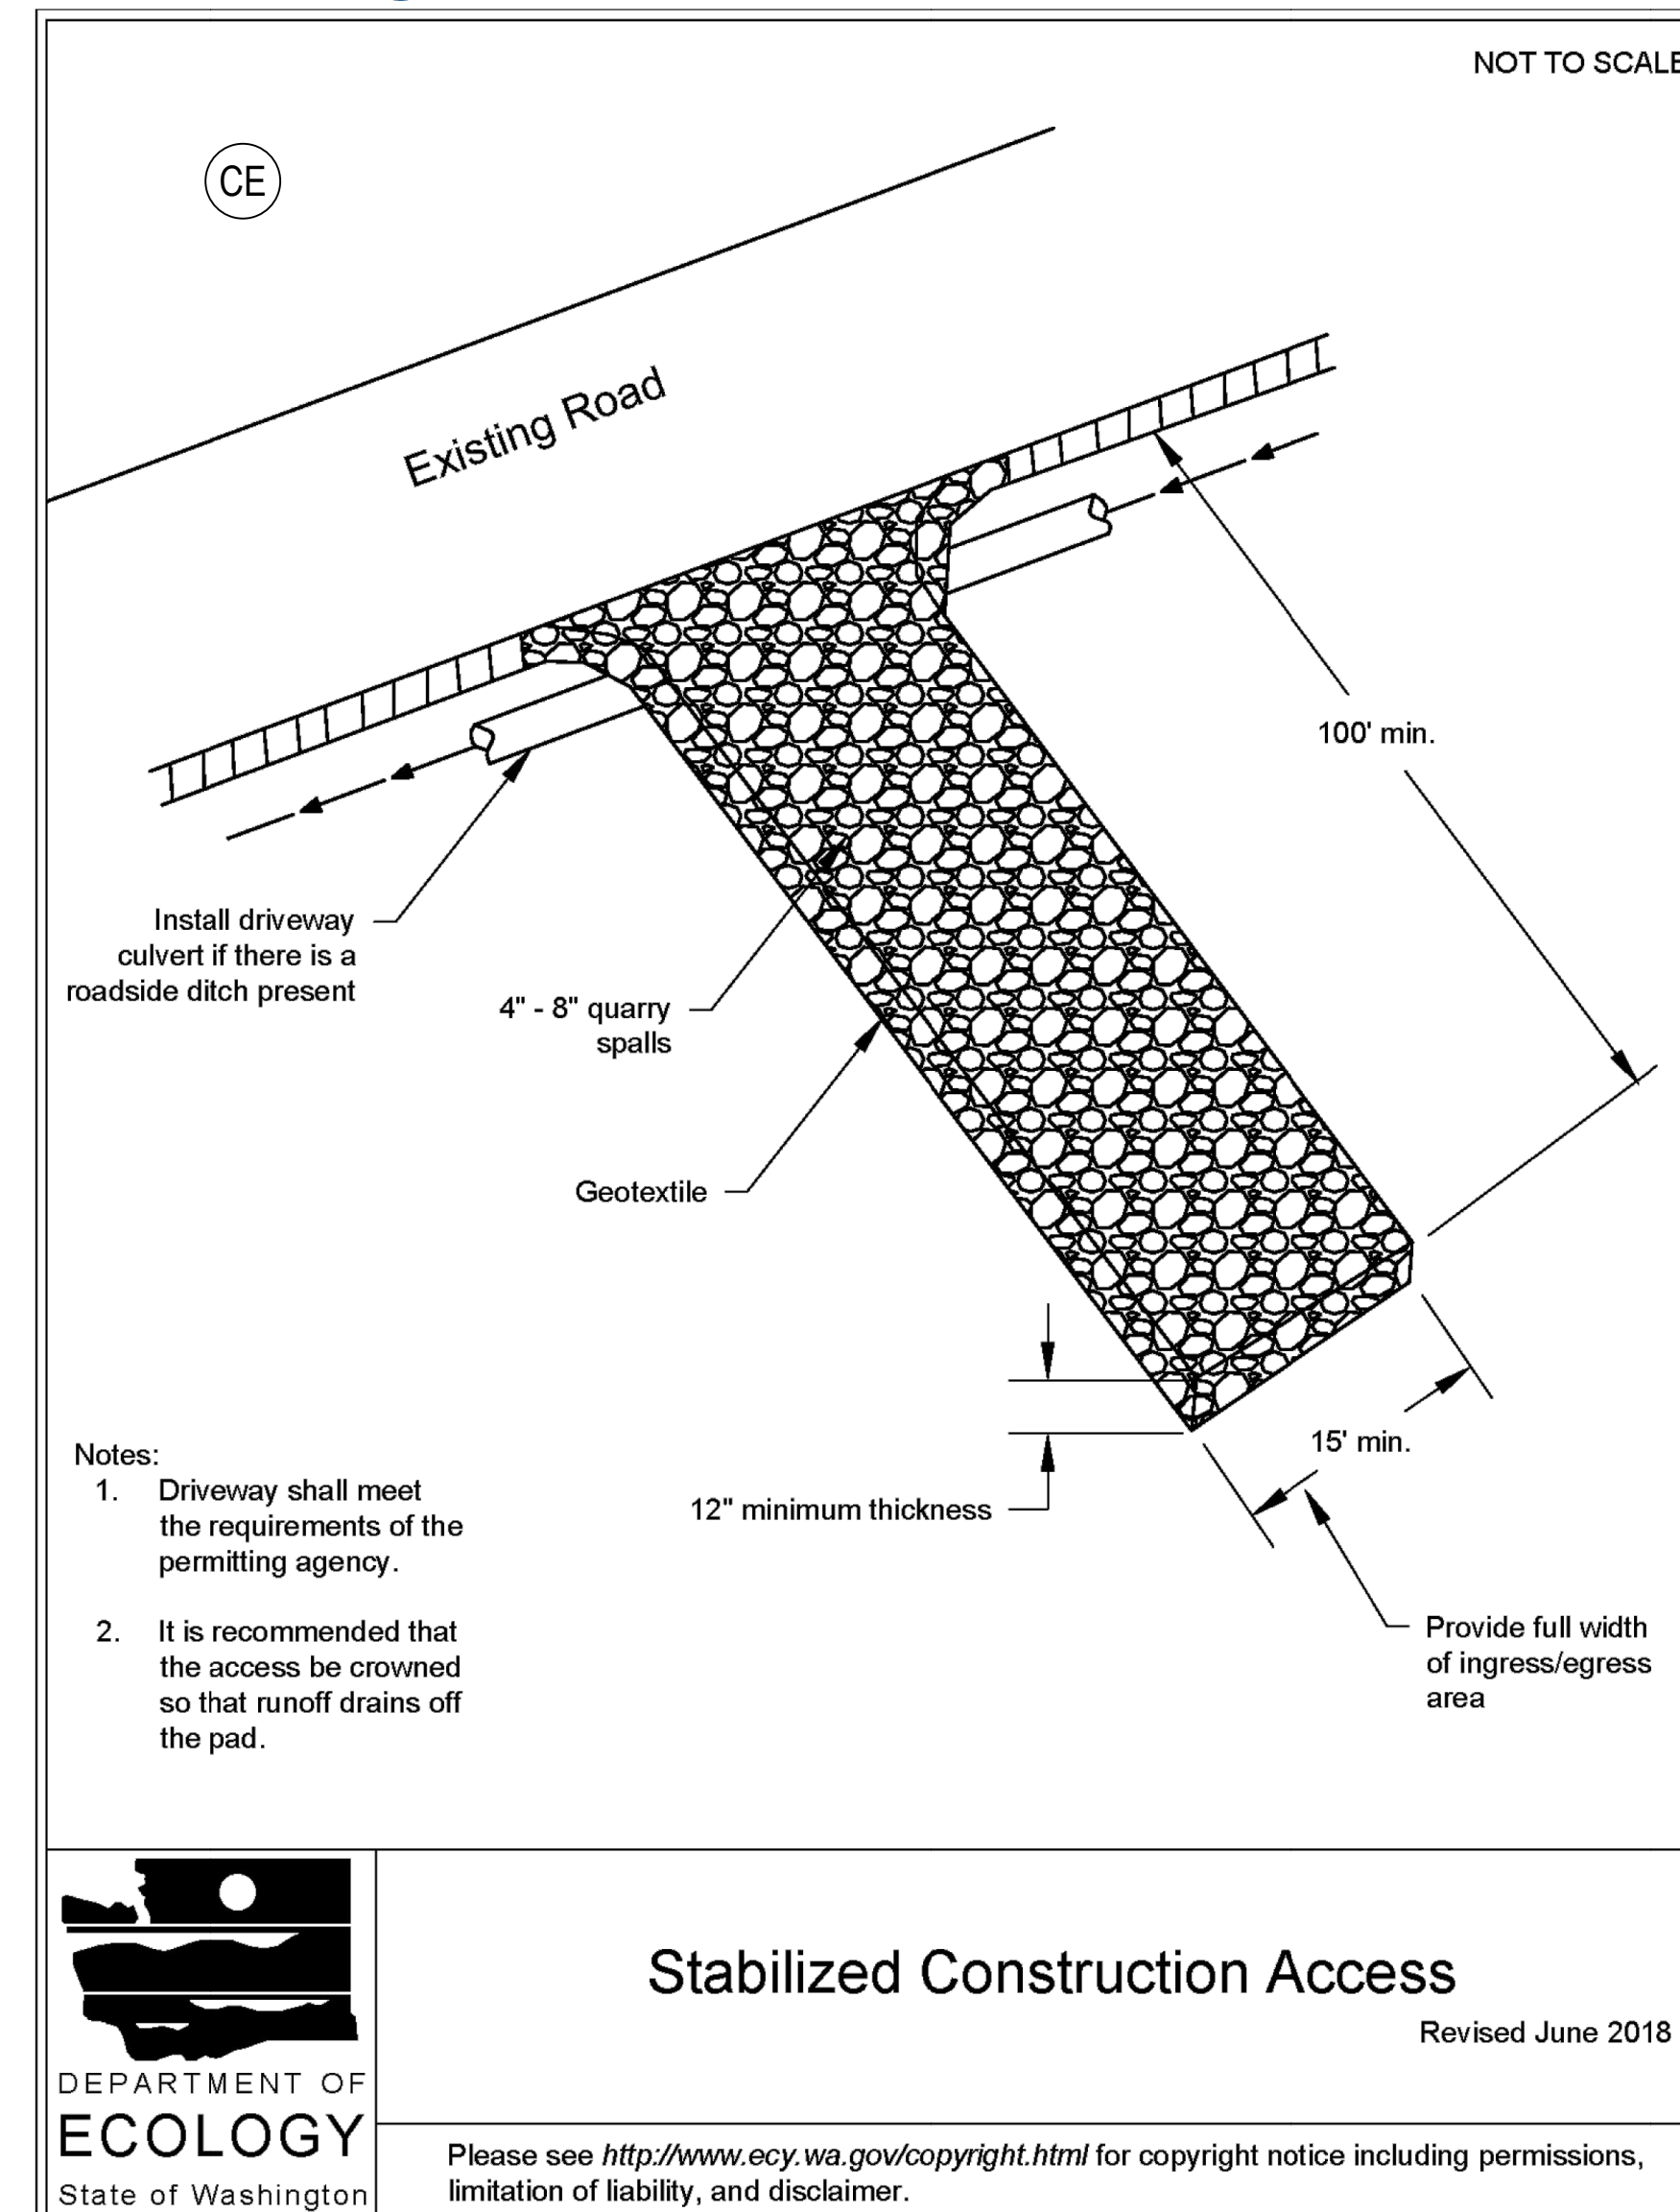 NOT TO SCALE
CE
Existing Road
100' min.
Install driveway
culvert if there is a
roadside ditch present
4" - 8" quarry
spalls
Geotextile
15' min.
12" minimum thickness
Provide full width
of ingress/egress
area
Notes:
1. Driveway shall meet
the requirements of the
permitting agency.
2. It is recommended that
the access be crowned
so that runoff drains off
the pad.
DEPARTMENT OF
ECOLOGY
State of Washington
Stabilized Construction Access
Revised June 2018
Please see http://www.ecy.wa.gov/copyright.html for copyright notice including permissions,
limitation of liability, and disclaimer.